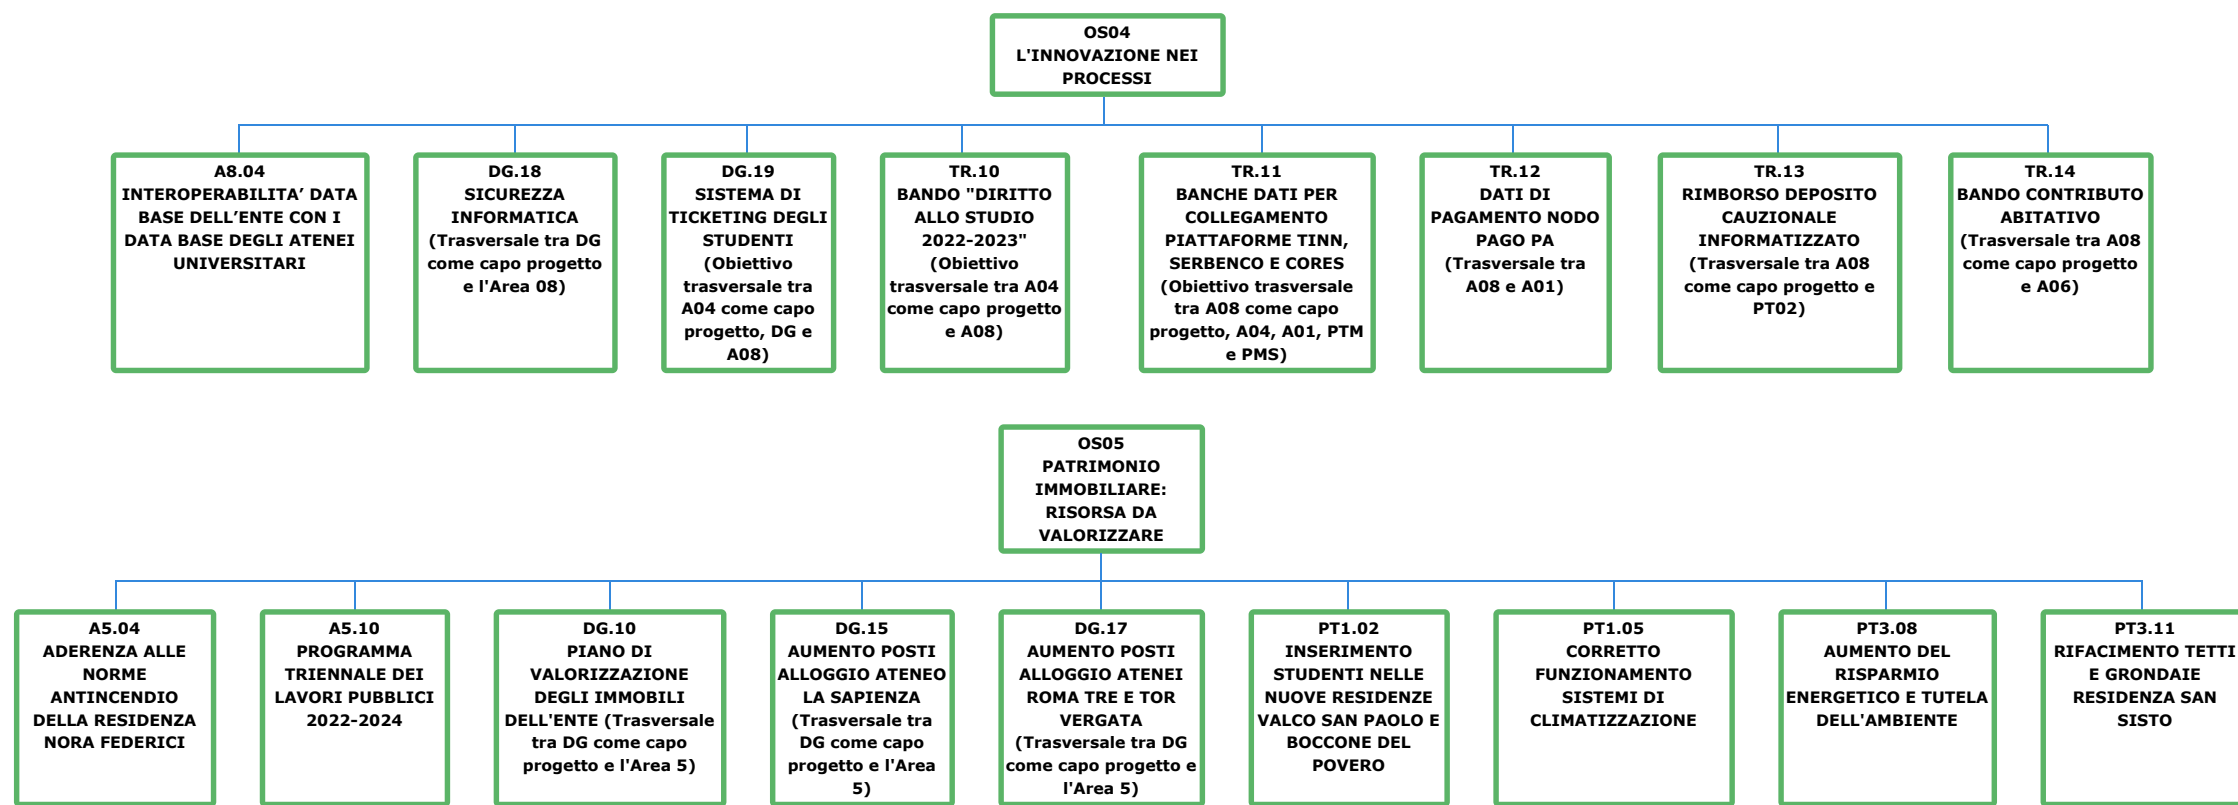 OS04
L'INNOVAZIONE NEI
PROCESSI
A8.04
INTEROPERABILITA’ DATA
BASE DELL’ENTE CON I
DATA BASE DEGLI ATENEI
UNIVERSITARI
DG.18
SICUREZZA
INFORMATICA
(Trasversale tra DG
come capo progetto
e l'Area 08)
DG.19
SISTEMA DI
TICKETING DEGLI
STUDENTI
(Obiettivo
trasversale tra
A04 come capo
progetto, DG e
A08)
TR.10
BANDO "DIRITTO
ALLO STUDIO
2022-2023"
(Obiettivo
trasversale tra A04
come capo progetto
e A08)
TR.11
BANCHE DATI PER
COLLEGAMENTO
PIATTAFORME TINN,
SERBENCO E CORES
(Obiettivo trasversale
tra A08 come capo
progetto, A04, A01, PTM
e PMS)
TR.12
DATI DI
PAGAMENTO NODO
PAGO PA
(Trasversale tra
A08 e A01)
TR.13
RIMBORSO DEPOSITO
CAUZIONALE
INFORMATIZZATO
(Trasversale tra A08
come capo progetto e
PT02)
TR.14
BANDO CONTRIBUTO
ABITATIVO
(Trasversale tra A08
come capo progetto
e A06)
OS05
PATRIMONIO
IMMOBILIARE:
RISORSA DA
VALORIZZARE
A5.04
ADERENZA ALLE
NORME
ANTINCENDIO
DELLA RESIDENZA
NORA FEDERICI
A5.10
PROGRAMMA
TRIENNALE DEI
LAVORI PUBBLICI
2022-2024
DG.10
PIANO DI
VALORIZZAZIONE
DEGLI IMMOBILI
DELL'ENTE (Trasversale
tra DG come capo
progetto e l'Area 5)
DG.15
AUMENTO POSTI
ALLOGGIO ATENEO
LA SAPIENZA
(Trasversale tra
DG come capo
progetto e l'Area
5)
DG.17
AUMENTO POSTI
ALLOGGIO ATENEI
ROMA TRE E TOR
VERGATA
(Trasversale tra DG
come capo progetto e
l'Area 5)
PT1.02
INSERIMENTO
STUDENTI NELLE
NUOVE RESIDENZE
VALCO SAN PAOLO E
BOCCONE DEL
POVERO
PT1.05
CORRETTO
FUNZIONAMENTO
SISTEMI DI
CLIMATIZZAZIONE
PT3.08
AUMENTO DEL
RISPARMIO
ENERGETICO E TUTELA
DELL'AMBIENTE
PT3.11
RIFACIMENTO TETTI
E GRONDAIE
RESIDENZA SAN
SISTO